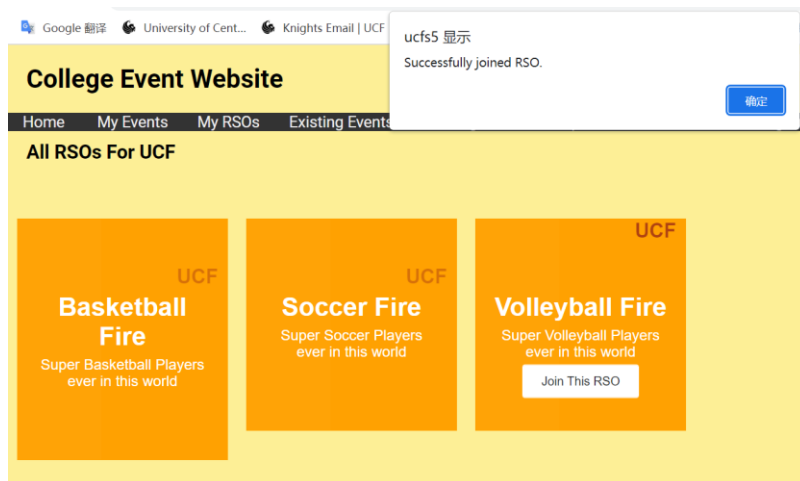 Google 翻译 University of Cent... Knights Email | UCF
ucfs5 显示
Successfully joined RSO.
确定
College Event Website
Home My Events My RSOs Existing Events
All RSOs For UCF
UCF
Basketball
Fire
Super Basketball Players
ever in this world
UCF
Soccer Fire
Super Soccer Players
ever in this world
UCF
Volleyball Fire
Super Volleyball Players
ever in this world
Join This RSO